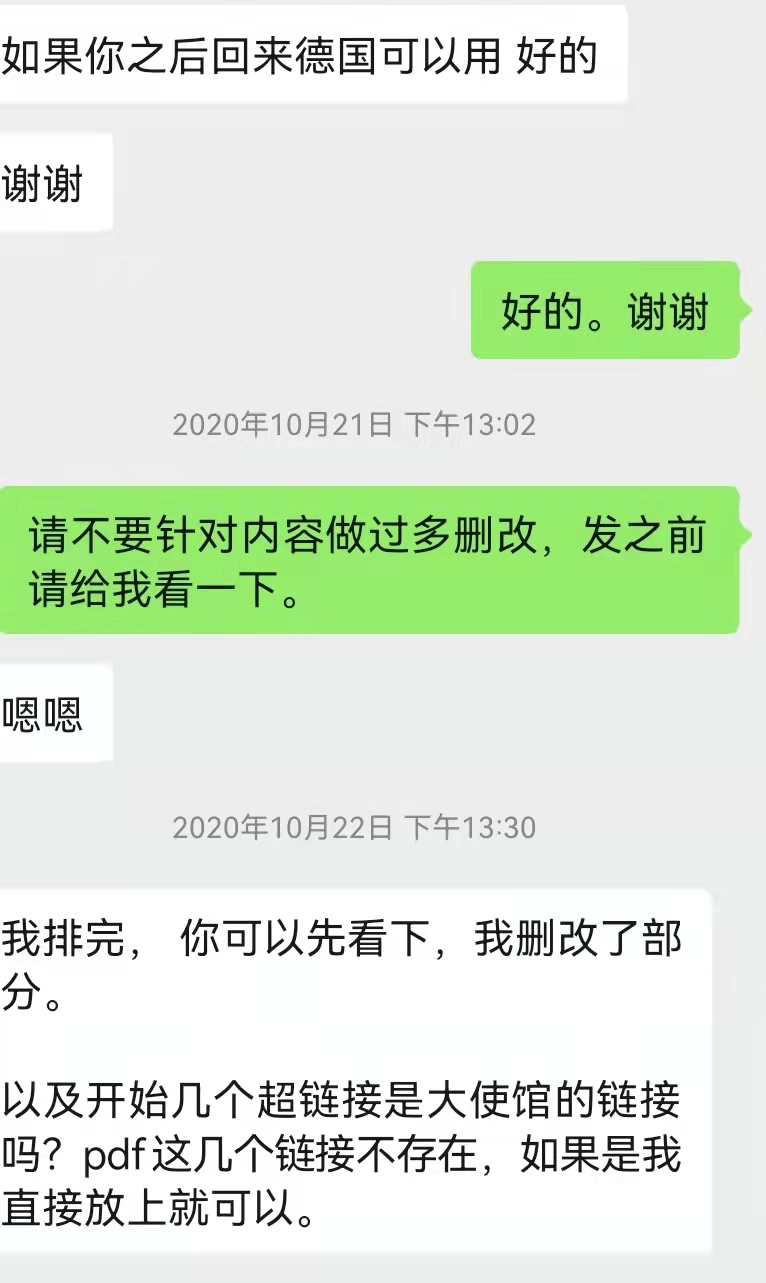 如果你之后回来德国可以用 好的
谢谢
好的。谢谢
2020年10月21日 下午13:02
请不要针对内容做过多删改，发之前
请给我看一下。
嗯嗯
2020年10月22日 下午13:30
我排完， 你可以先看下，我删改了部
分。
以及开始几个超链接是大使馆的链接
吗？pdf这几个链接不存在，如果是我
直接放上就可以。